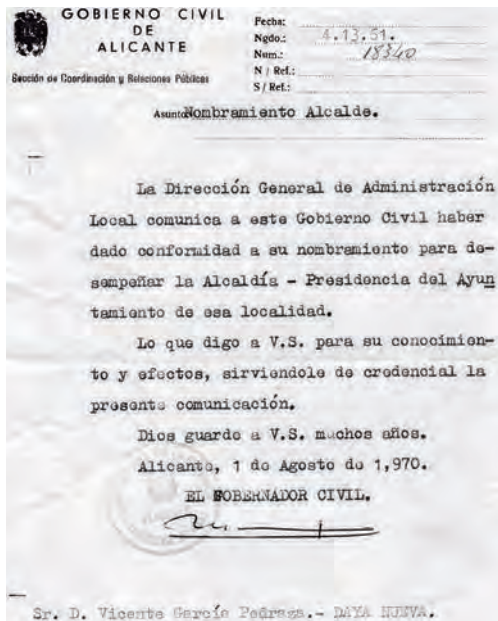 GOBIERNO CIVIL
DE
ALICANTE
Sección de Coordinación y Relaciones Públicas
Fecha:
Ngdo.: 4.13.51.
Num.: 18340
N / Ref.:
S / Ref.:
Asunto Nombramiento Alcalde.
La Dirección General de Administración
Local comunica a este Gobierno Civil haber
dado conformidad a su nombramiento para de-
sempeñar la Alcaldía - Presidencia del Ayun
tamiento de esa localidad.
Lo que digo a V.S. para su conocimien-
to y efectos, sirviendole de credencial la
presente comunicación.
Dios guarde a V.S. muchos años.
Alicante, 1 de Agosto de 1,970.
EL GOBERNADOR CIVIL.
Sr. D. Vicente García Pedraza.- DAYA NUEVA.